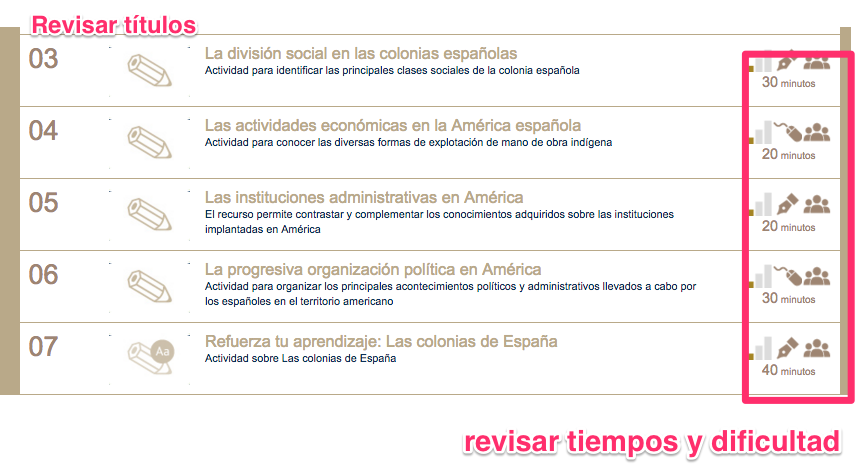 Revisar títulos
03
La división social en las colonias españolas
Actividad para identificar las principales clases sociales de la colonia española
30 minutos
04
Las actividades económicas en la América española
Actividad para conocer las diversas formas de explotación de mano de obra indígena
20 minutos
05
Las instituciones administrativas en América
El recurso permite contrastar y complementar los conocimientos adquiridos sobre las instituciones
implantadas en América
20 minutos
06
La progresiva organización política en América
Actividad para organizar los principales acontecimientos políticos y administrativos llevados a cabo por
los españoles en el territorio americano
30 minutos
07
Aa
Refuerza tu aprendizaje: Las colonias de España
Actividad sobre Las colonias de España
40 minutos
revisar tiempos y dificultad